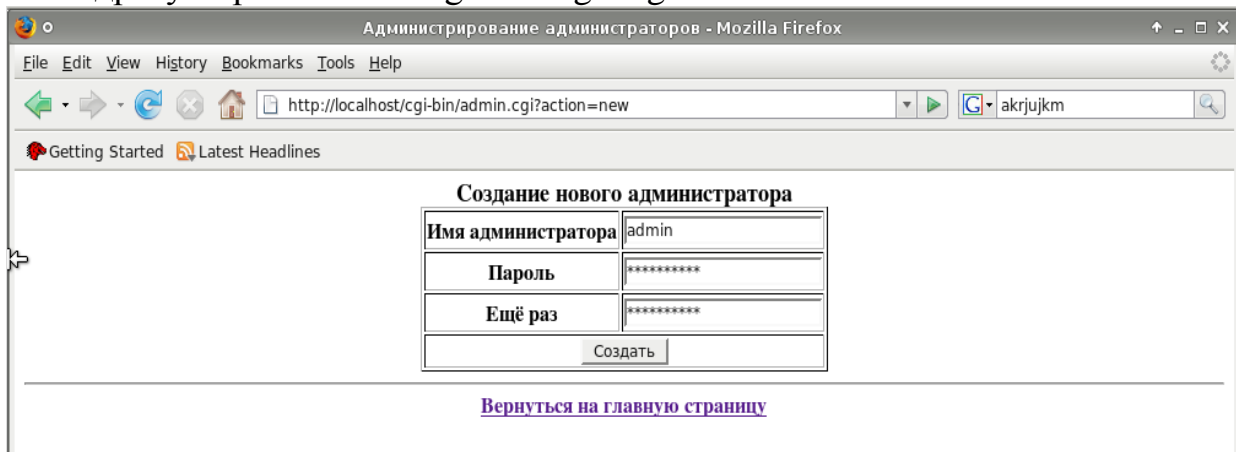 Администрирование администраторов - Mozilla Firefox
File Edit View History Bookmarks Tools Help
http://localhost/cgi-bin/admin.cgi?action=new G akrjujkm
Getting Started Latest Headlines
Создание нового администратора
Имя администратора admin
Пароль **********
Ещё раз **********
Создать
Вернуться на главную страницу